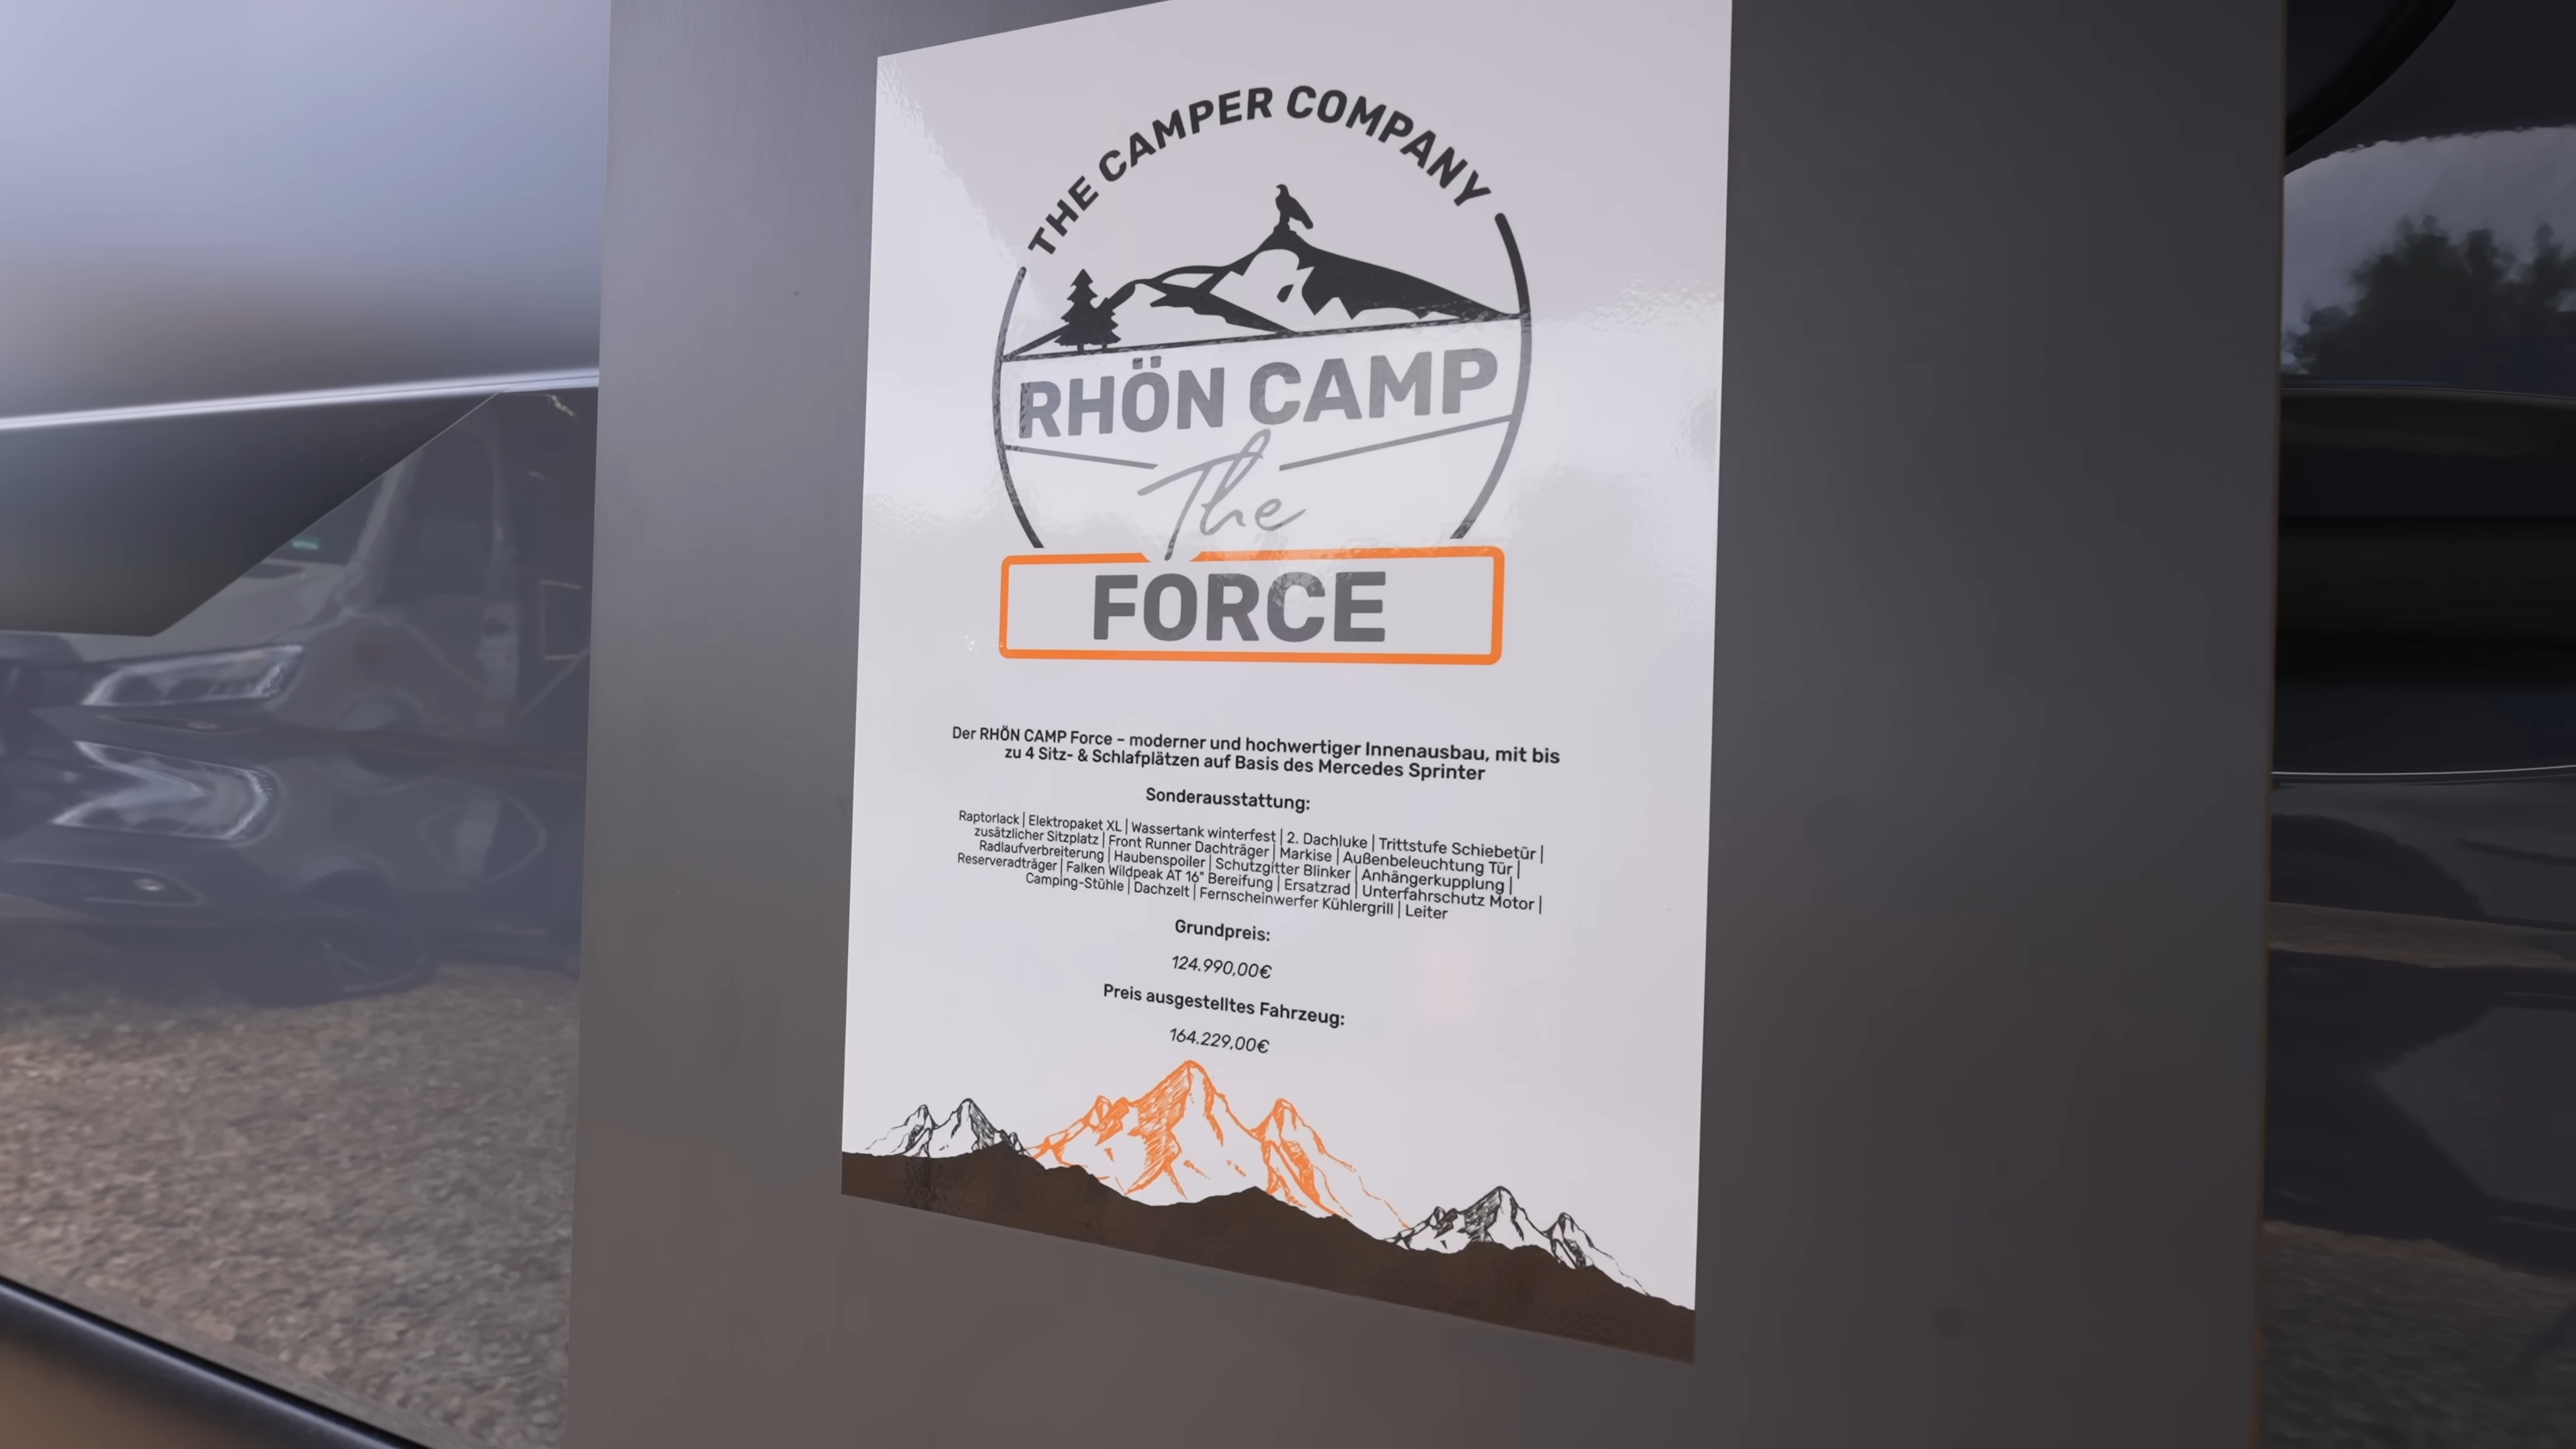 THE CAMPER COMPANY
RHÖN CAMP
The
FORCE
Der RHÖN CAMP Force – moderner und hochwertiger Innenausbau, mit bis
zu 4 Sitz- & Schlafplätzen auf Basis des Mercedes Sprinter
Sonderausstattung:
Raptorlack | Elektropaket XL | Wassertank winterfest | 2. Dachluke | Trittstufe Schiebetür |
zusätzlicher Sitzplatz | Front Runner Dachträger | Markise | Außenbeleuchtung Tür |
Radlaufverbreiterung | Haubenspoiler | Schutzgitter Blinker | Anhängerkupplung |
Reserveradträger | Falken Wildpeak AT 16" Bereifung | Ersatzrad | Unterfahrschutz Motor |
Camping-Stühle | Dachzelt | Fernscheinwerfer Kühlergrill | Leiter
Grundpreis:
124.990,00€
Preis ausgestelltes Fahrzeug:
164.229,00€